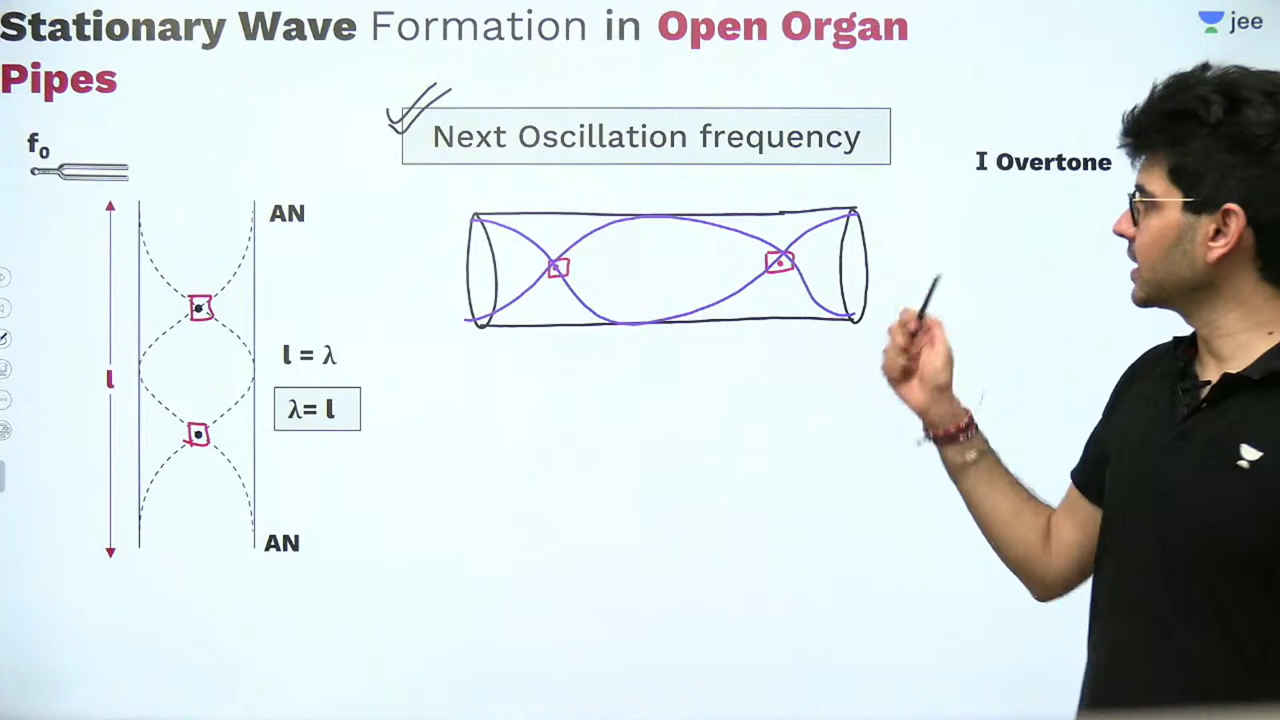 Stationary Wave Formation in Open Organ
Pipes
jee
Next Oscillation frequency
f₀
I Overtone
AN
l = λ
l
λ= l
AN